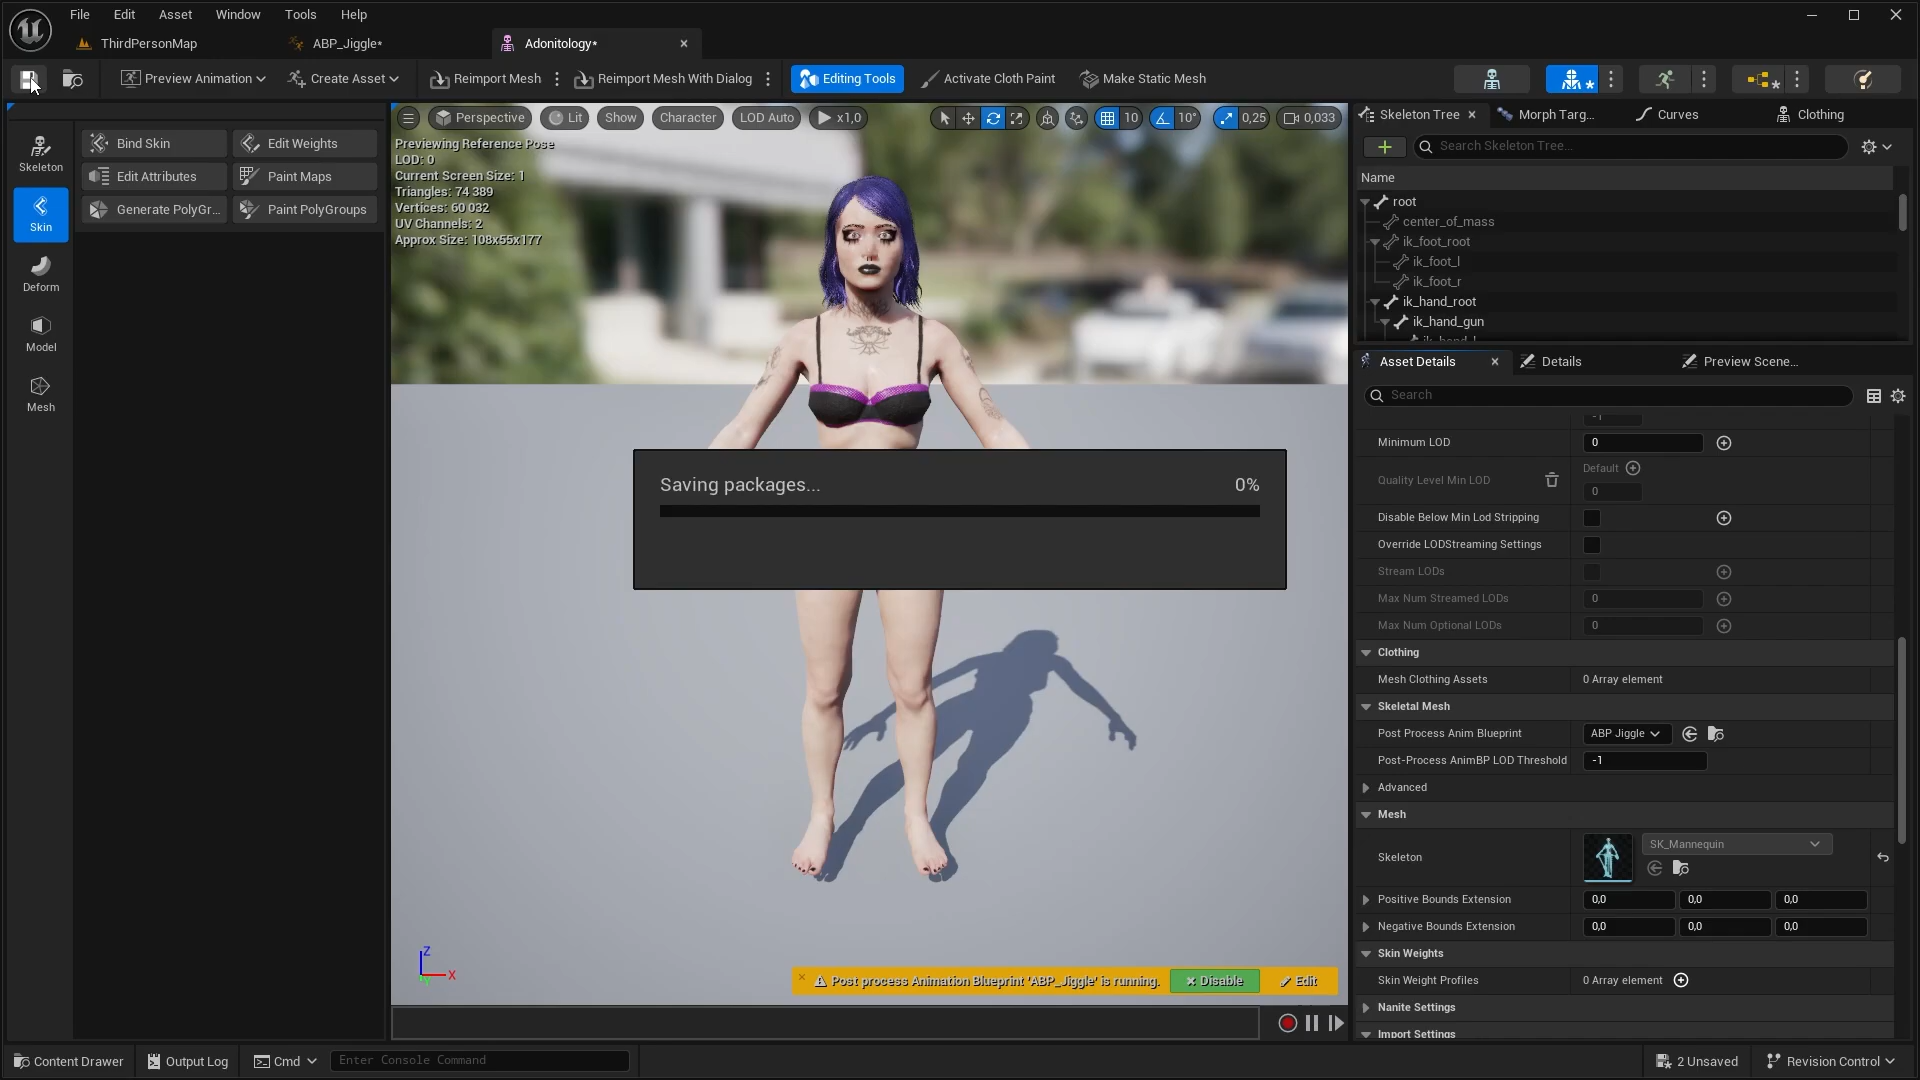 File Edit Asset Window Tools Help
ThirdPersonMap ABP_Jiggle* Adonitology*
Preview Animation Create Asset Reimport Mesh Reimport Mesh With Dialog Editing Tools Activate Cloth Paint Make Static Mesh
Skeleton
Skin
Deform
Model
Mesh
Bind Skin Edit Weights
Edit Attributes Paint Maps
Generate PolyGr... Paint PolyGroups
Perspective Lit Show Character LOD Auto x1,0 10 10° 0,25 0,033
Previewing Reference Pose
LOD: 0
Current Screen Size: 1
Triangles: 74 389
Vertices: 60 032
UV Channels: 2
Approx Size: 108x55x177
Saving packages... 0%
Z
X
Post process Animation Blueprint 'ABP_Jiggle' is running. Disable Edit
Skeleton Tree Morph Targ... Curves Clothing
Search Skeleton Tree...
Name
root
center_of_mass
ik_foot_root
ik_foot_l
ik_foot_r
ik_hand_root
ik_hand_gun
ik_hand_l
Asset Details Details Preview Scene...
Search
-1
Minimum LOD 0
Default
Quality Level Min LOD
0
Disable Below Min Lod Stripping
Override LODStreaming Settings
Stream LODs
Max Num Streamed LODs 0
Max Num Optional LODs 0
Clothing
Mesh Clothing Assets 0 Array element
Skeletal Mesh
Post Process Anim Blueprint ABP Jiggle
Post-Process AnimBP LOD Threshold -1
Advanced
Mesh
Skeleton SK_Mannequin
Positive Bounds Extension 0,0 0,0 0,0
Negative Bounds Extension 0,0 0,0 0,0
Skin Weights
Skin Weight Profiles 0 Array element
Nanite Settings
Import Settings
Content Drawer Output Log Cmd Enter Console Command 2 Unsaved Revision Control